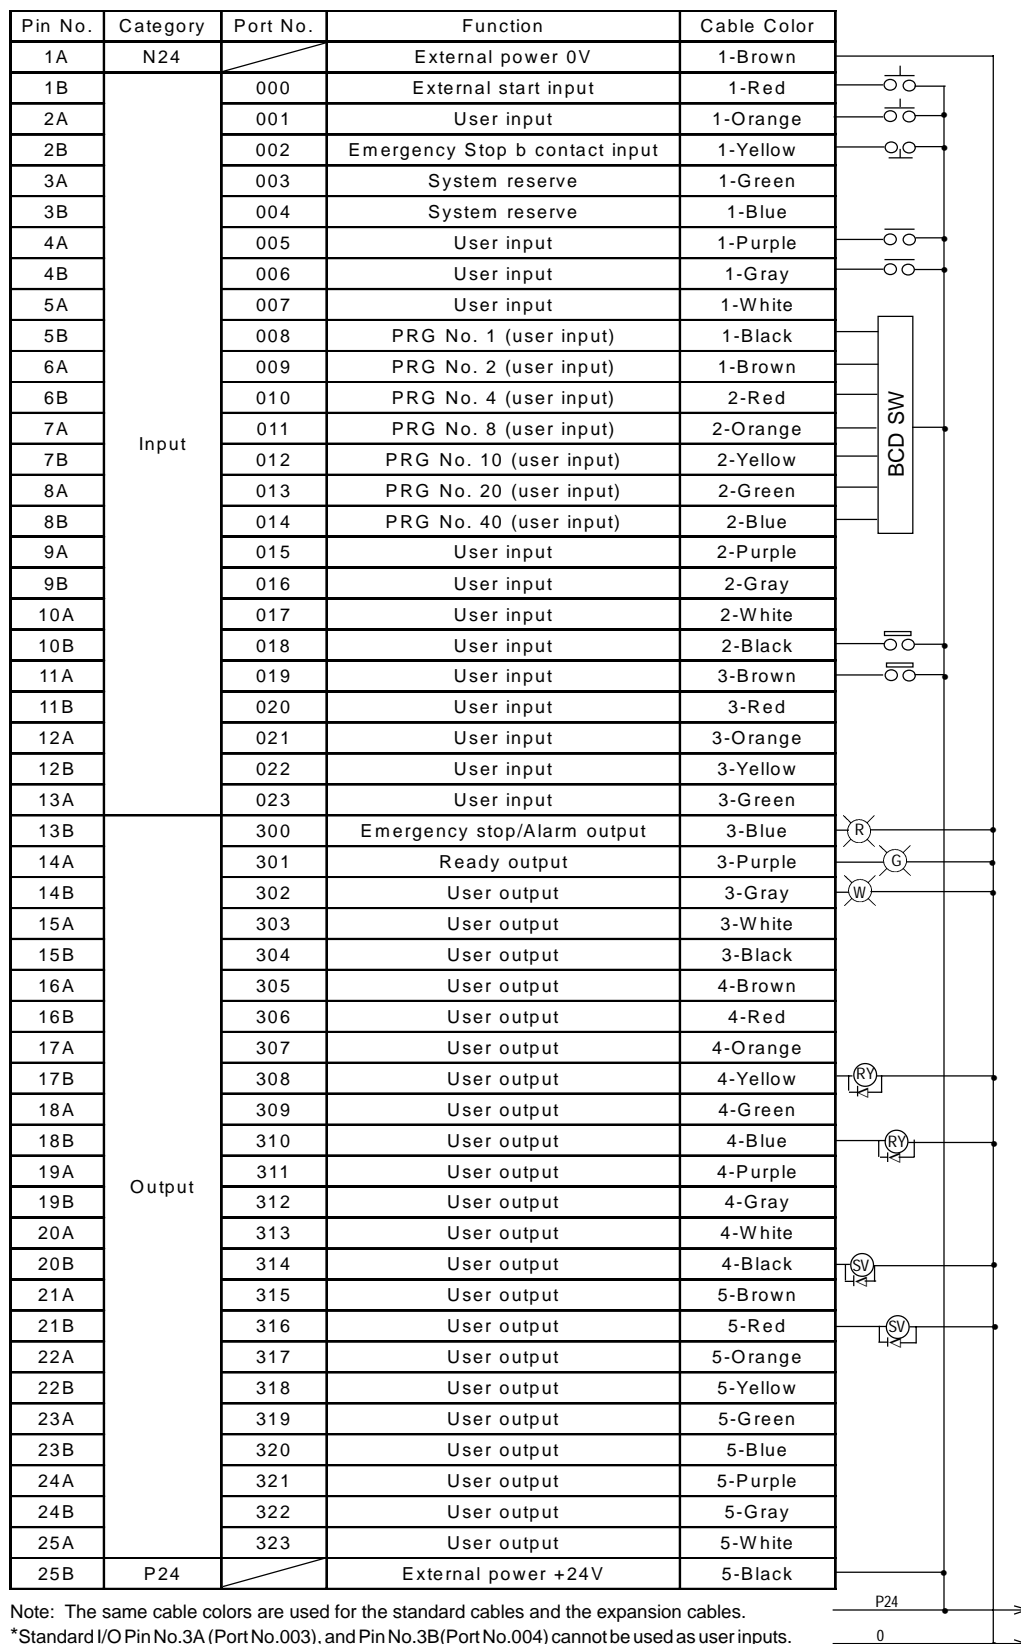 Pin No. Category Port No. Function Cable Color
1A N24 External power 0V 1-Brown
1B 000 External start input 1-Red
2A 001 User input 1-Orange
2B 002 Emergency Stop b contact input 1-Yellow
3A 003 System reserve 1-Green
3B 004 System reserve 1-Blue
4A 005 User input 1-Purple
4B 006 User input 1-Gray
5A 007 User input 1-White
5B 008 PRG No. 1 (user input) 1-Black
6A 009 PRG No. 2 (user input) 1-Brown
6B 010 PRG No. 4 (user input) 2-Red
7A Input 011 PRG No. 8 (user input) 2-Orange BCD SW
7B 012 PRG No. 10 (user input) 2-Yellow
8A 013 PRG No. 20 (user input) 2-Green
8B 014 PRG No. 40 (user input) 2-Blue
9A 015 User input 2-Purple
9B 016 User input 2-Gray
10A 017 User input 2-White
10B 018 User input 2-Black
11A 019 User input 3-Brown
11B 020 User input 3-Red
12A 021 User input 3-Orange
12B 022 User input 3-Yellow
13A 023 User input 3-Green
13B 300 Emergency stop/Alarm output 3-Blue R
14A 301 Ready output 3-Purple G
14B 302 User output 3-Gray W
15A 303 User output 3-White
15B 304 User output 3-Black
16A 305 User output 4-Brown
16B 306 User output 4-Red
17A 307 User output 4-Orange
17B 308 User output 4-Yellow RY
18A 309 User output 4-Green
18B 310 User output 4-Blue RY
19A Output 311 User output 4-Purple
19B 312 User output 4-Gray
20A 313 User output 4-White
20B 314 User output 4-Black SV
21A 315 User output 5-Brown
21B 316 User output 5-Red SV
22A 317 User output 5-Orange
22B 318 User output 5-Yellow
23A 319 User output 5-Green
23B 320 User output 5-Blue
24A 321 User output 5-Purple
24B 322 User output 5-Gray
25A 323 User output 5-White
25B P24 External power +24V 5-Black
Note: The same cable colors are used for the standard cables and the expansion cables. P24
*Standard I/O Pin No.3A (Port No.003), and Pin No.3B(Port No.004) cannot be used as user inputs. 0